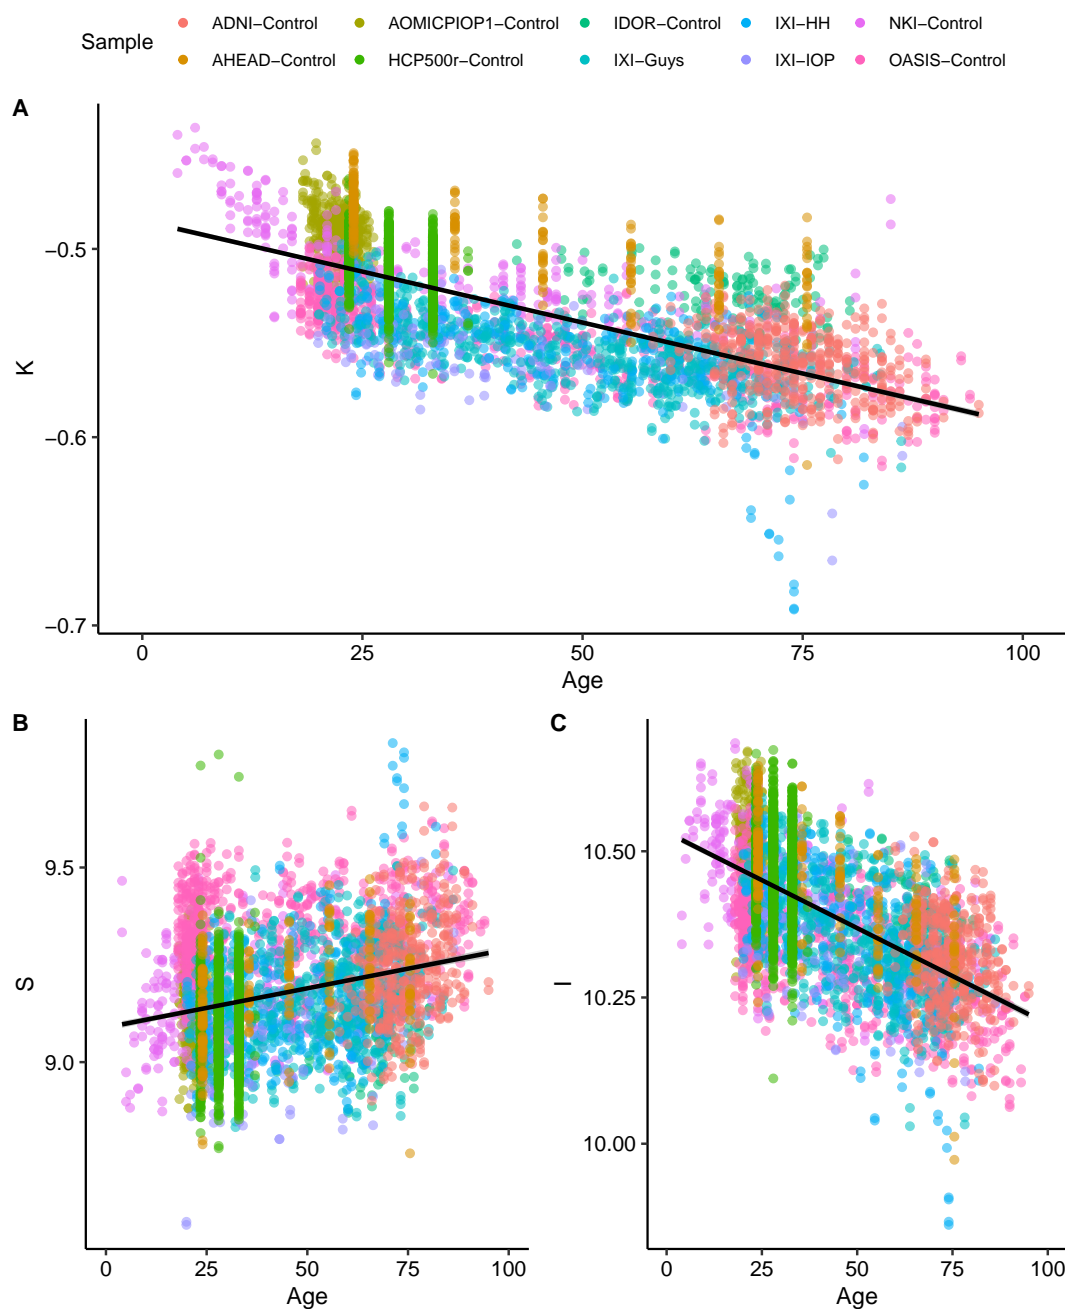 Sample
ADNI−Control
AOMICPIOP1−Control
IDOR−Control
IXI−HH
NKI−Control
AHEAD−Control
HCP500r−Control
IXI−Guys
IXI−IOP
OASIS−Control
A
−0.5
−0.6
−0.7
K
0
25
50
75
100
Age
B
9.5
9.0
S
0
25
50
75
100
Age
C
10.50
10.25
10.00
I
0
25
50
75
100
Age